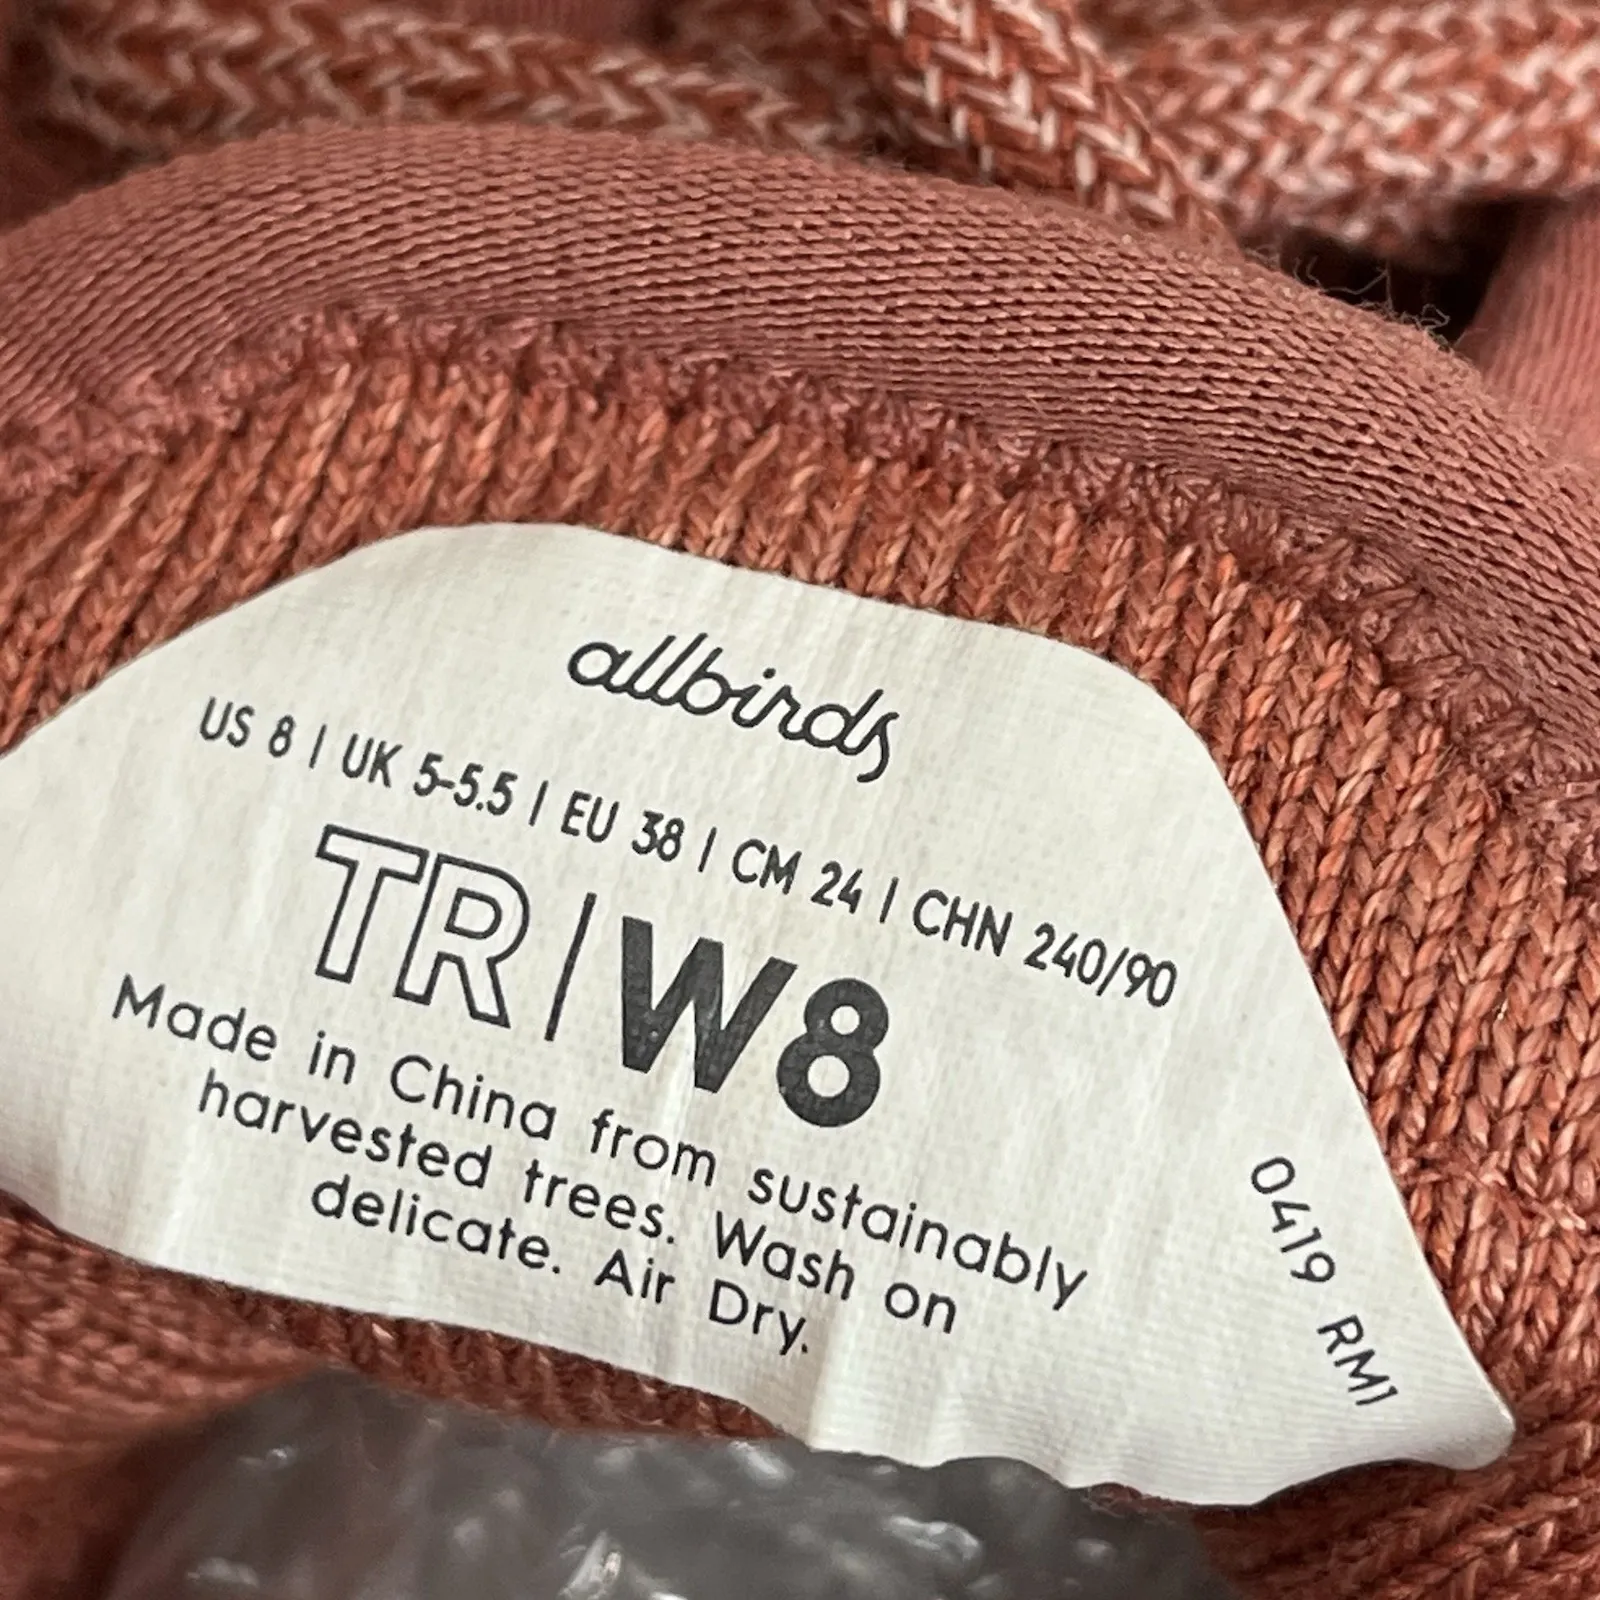 allbirds
US 8 | UK 5-5.5 | EU 38 | CM 24 | CHN 240/90
TR | W8
Made in China from sustainably
harvested trees. Wash on
delicate. Air Dry.
0419 RM1